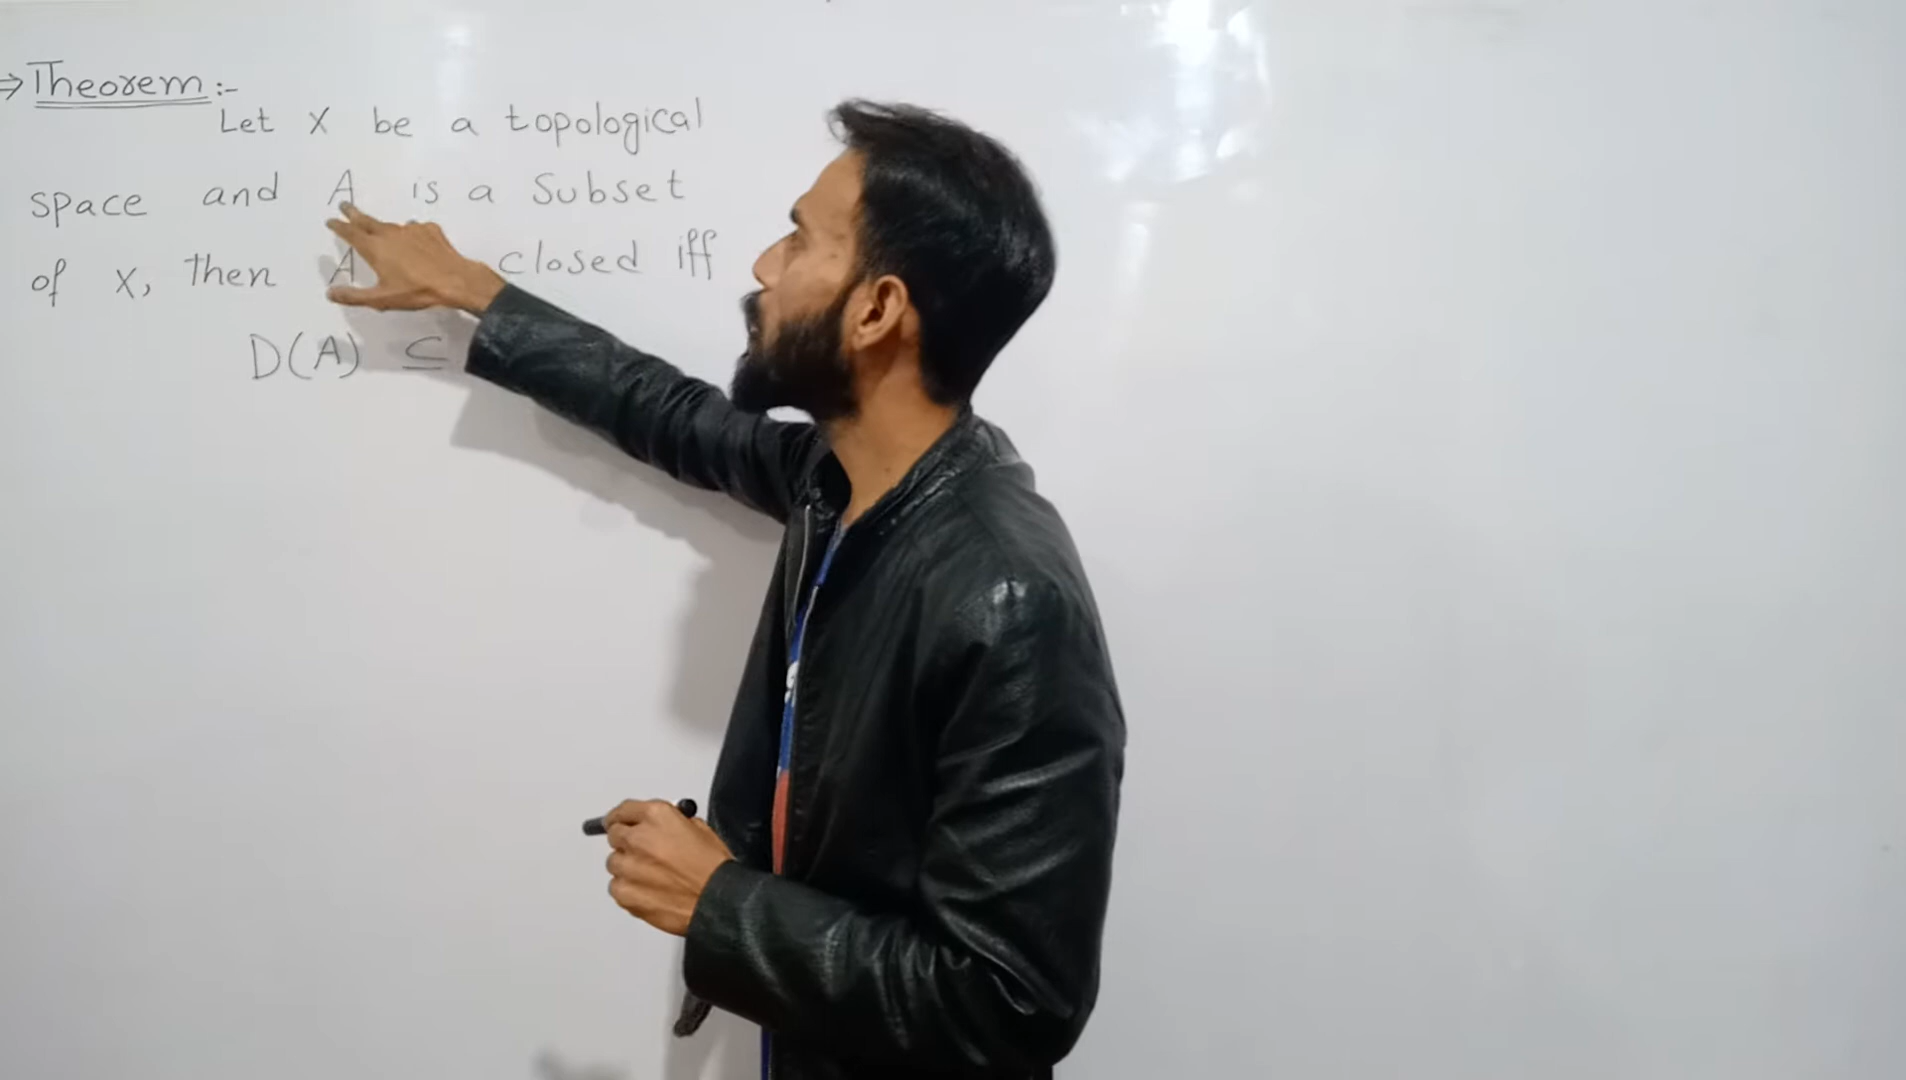 ⇒ Theorem :-
Let X be a topological
space and A is a Subset
of X, then A closed iff
D(A) ⊆